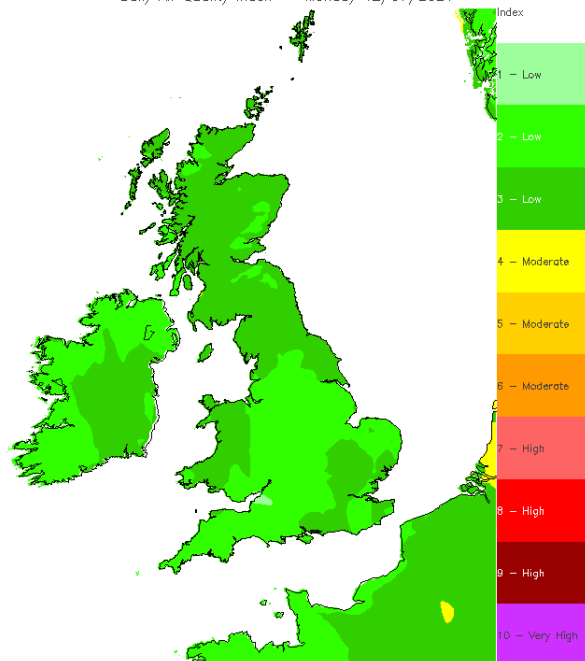 Index
1 - Low
2 - Low
3 - Low
4 - Moderate
5 - Moderate
6 - Moderate
7 - High
8 - High
9 - High
10 - Very High